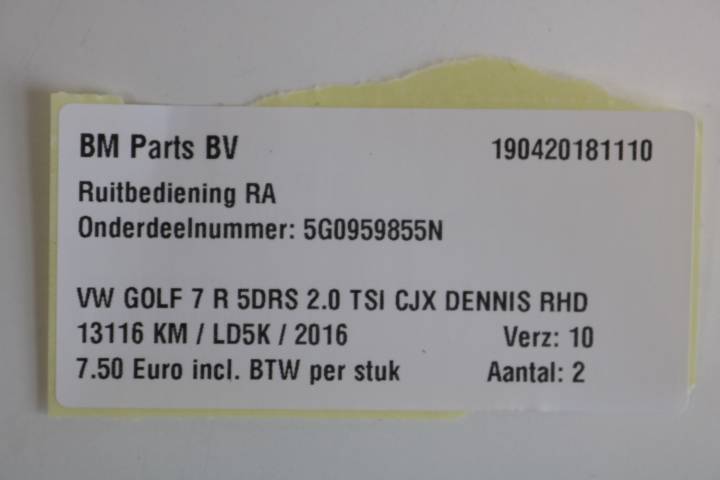 BM Parts BV 190420181110
Ruitbediening RA
Onderdeelnummer: 5G0959855N
VW GOLF 7 R 5DRS 2.0 TSI CJX DENNIS RHD
13116 KM / LD5K / 2016 Verz: 10
7.50 Euro incl. BTW per stuk Aantal: 2